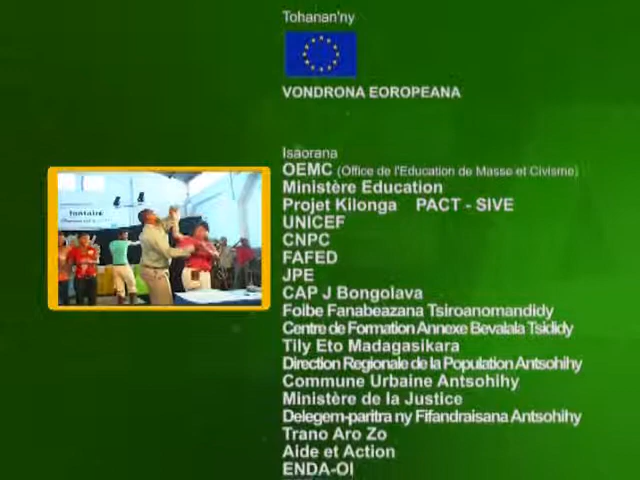 Tohanan'ny
VONDRONA EOROPEANA
Isaorana
OEMC (Office de l'Education de Masse et Civisme)
Ministère Education
Projet Kilonga PACT - SIVE
UNICEF
CNPC
FAFED
JPE
CAP J Bongolava
Foibe Fanabeazana Tsiroanomandidy
Centre de Formation Annexe Bevalala Tsididy
Tily Eto Madagasikara
Direction Regionale de la Population Antsohihy
Commune Urbaine Antsohihy
Ministère de la Justice
Delegem-paritra ny Fifandraisana Antsohihy
Trano Aro Zo
Aide et Action
ENDA-OI